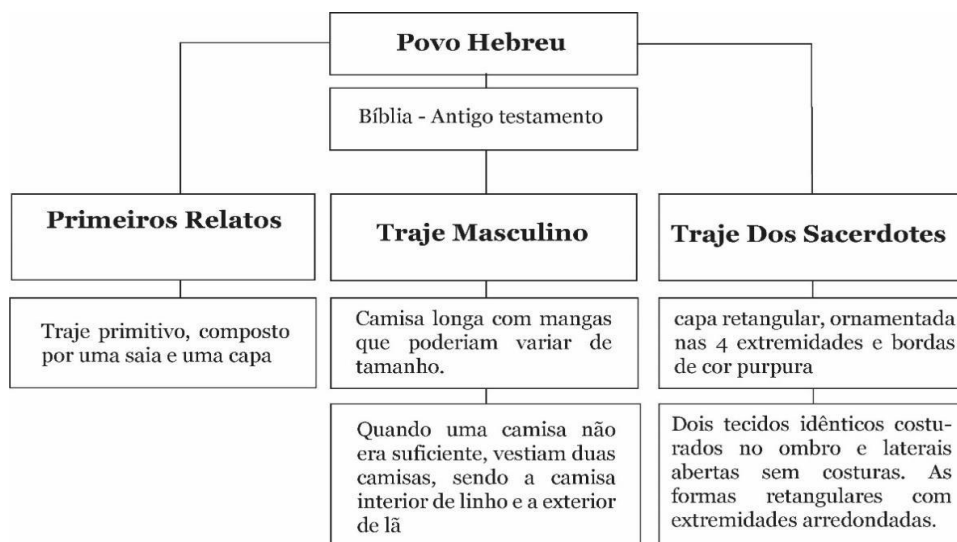 Povo Hebreu
Bíblia - Antigo testamento
Primeiros Relatos
Traje primitivo, composto
por uma saia e uma capa
Traje Masculino
Camisa longa com mangas
que poderiam variar de
tamanho.
Quando uma camisa não
era suficiente, vestiam duas
camisas, sendo a camisa
interior de linho e a exterior
de lã
Traje Dos Sacerdotes
capa retangular, ornamentada
nas 4 extremidades e bordas
de cor purpura
Dois tecidos idênticos costu-
rados no ombro e laterais
abertas sem costuras. As
formas retangulares com
extremidades arredondadas.